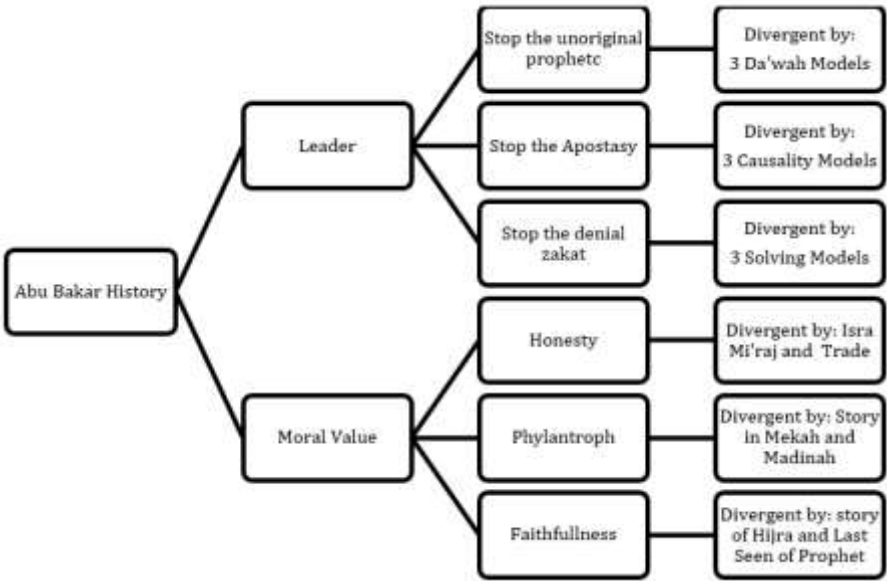 Abu Bakar History
Leader
Stop the unoriginal
prophetc
Divergent by:
3 Da'wah Models
Stop the Apostasy
Divergent by:
3 Causality Models
Stop the denial
zakat
Divergent by:
3 Solving Models
Moral Value
Honesty
Divergent by: Isra
Mi'raj and Trade
Phylantroph
Divergent by: Story
in Mekah and
Madinah
Faithfullness
Divergent by: story
of Hijra and Last
Seen of Prophet